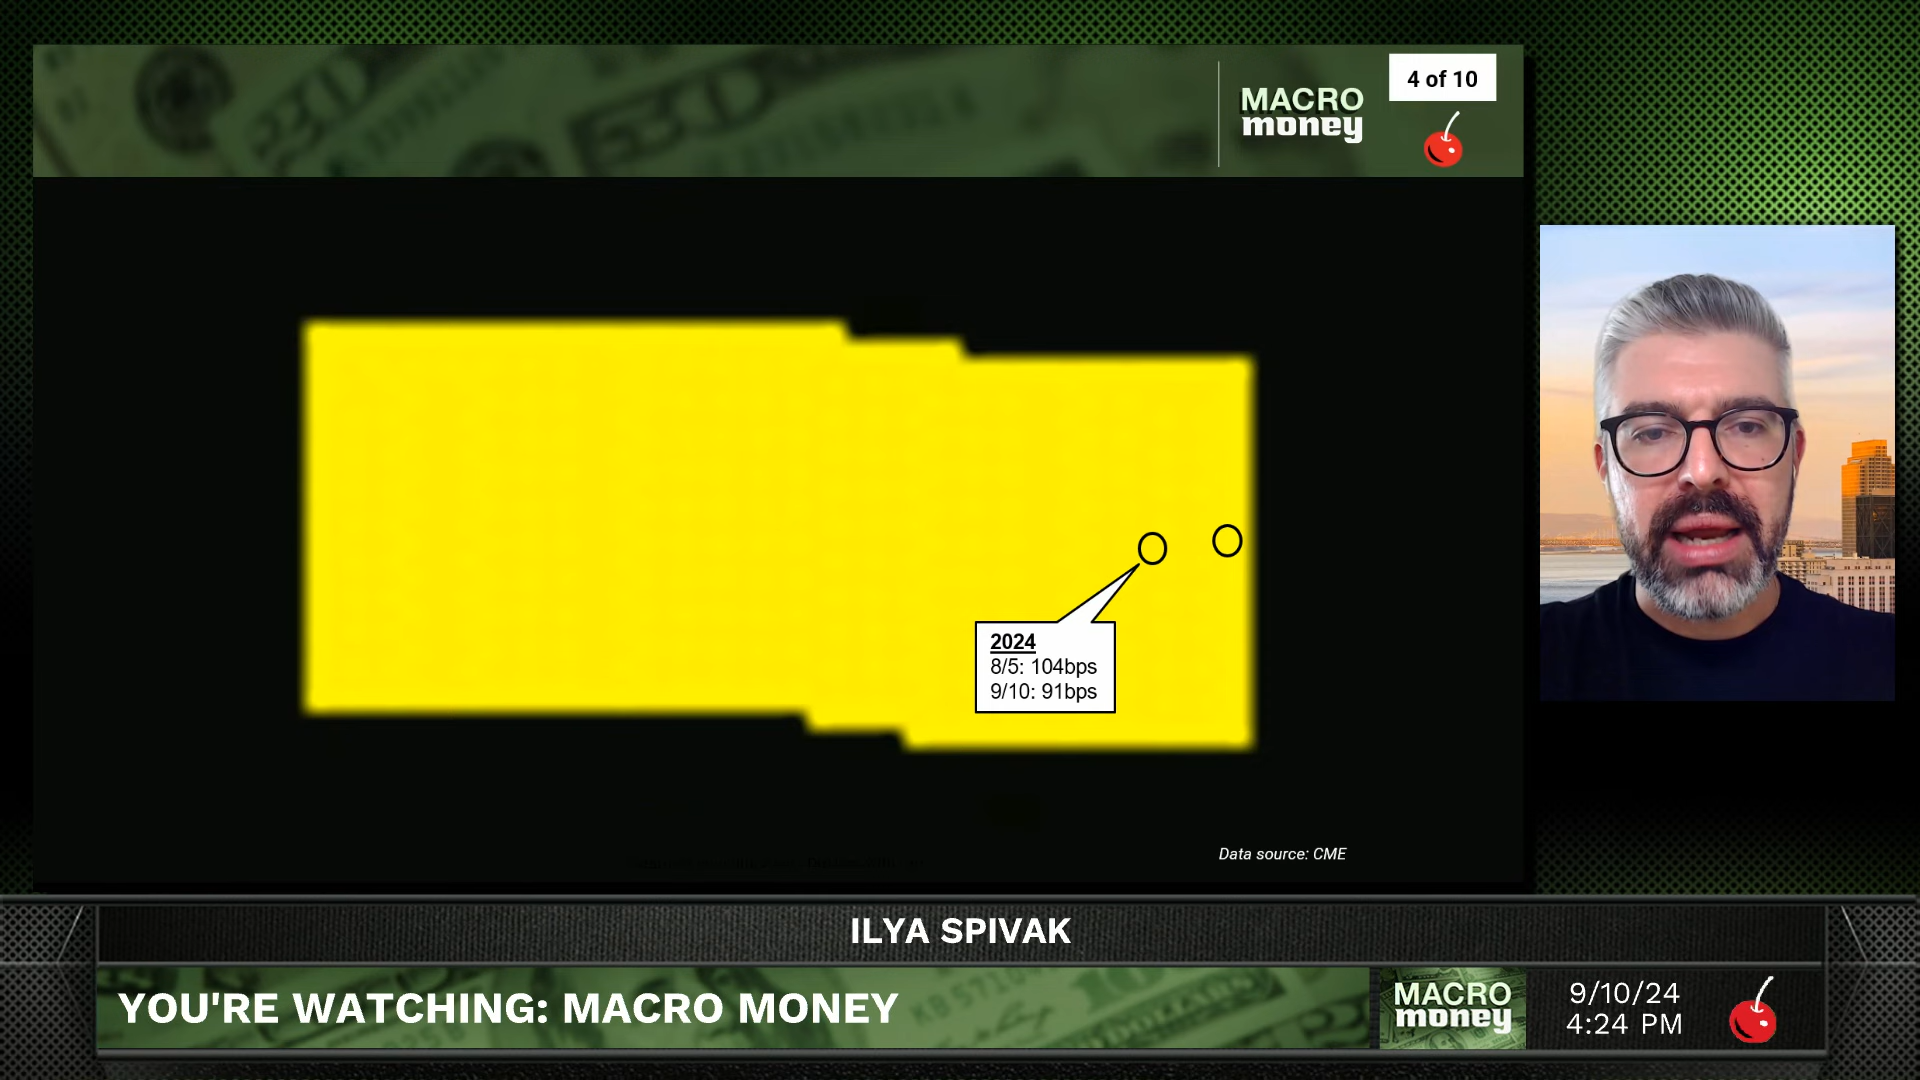 MACRO
money
4 of 10
2024
8/5: 104bps
9/10: 91bps
Data source: CME
ILYA SPIVAK
YOU'RE WATCHING: MACRO MONEY
MACRO
money
9/10/24
4:24 PM